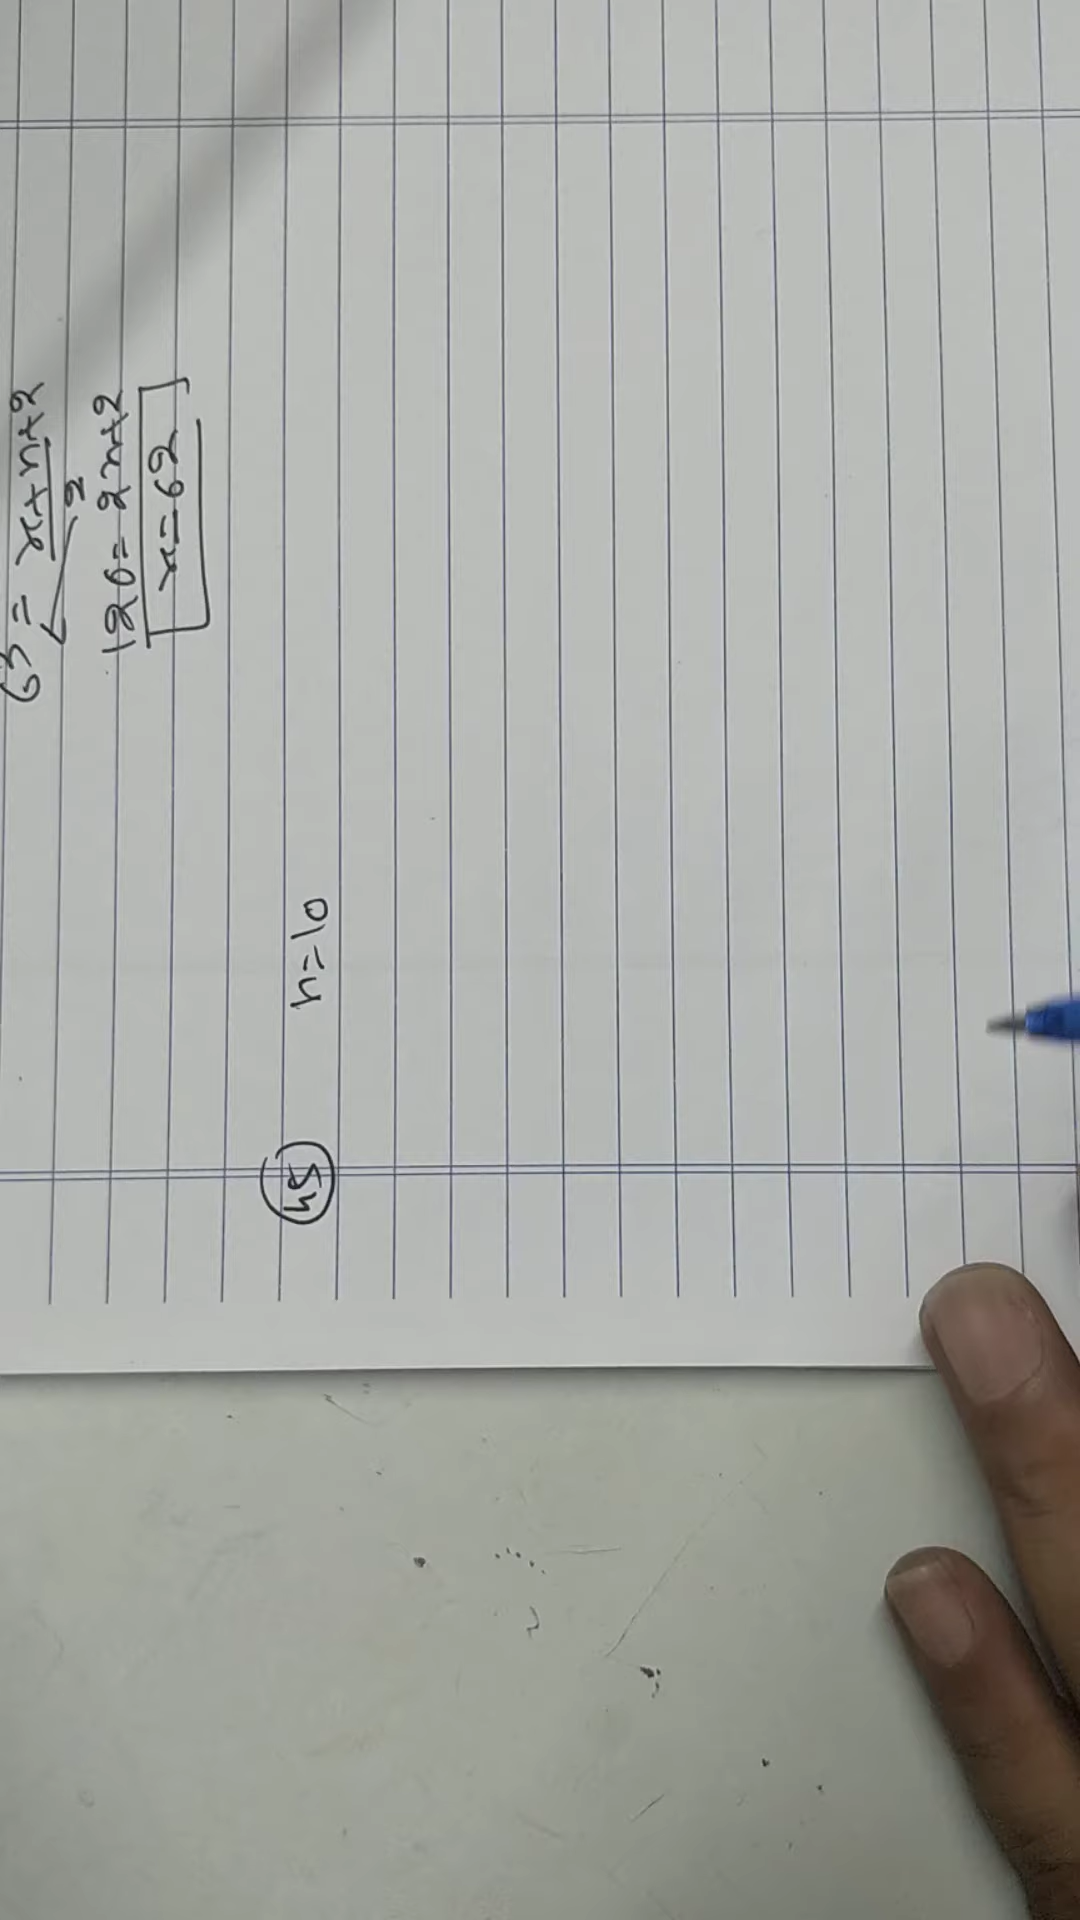 63 = x+x+2
2
126 = 2x+2
x = 62
45 n = 10